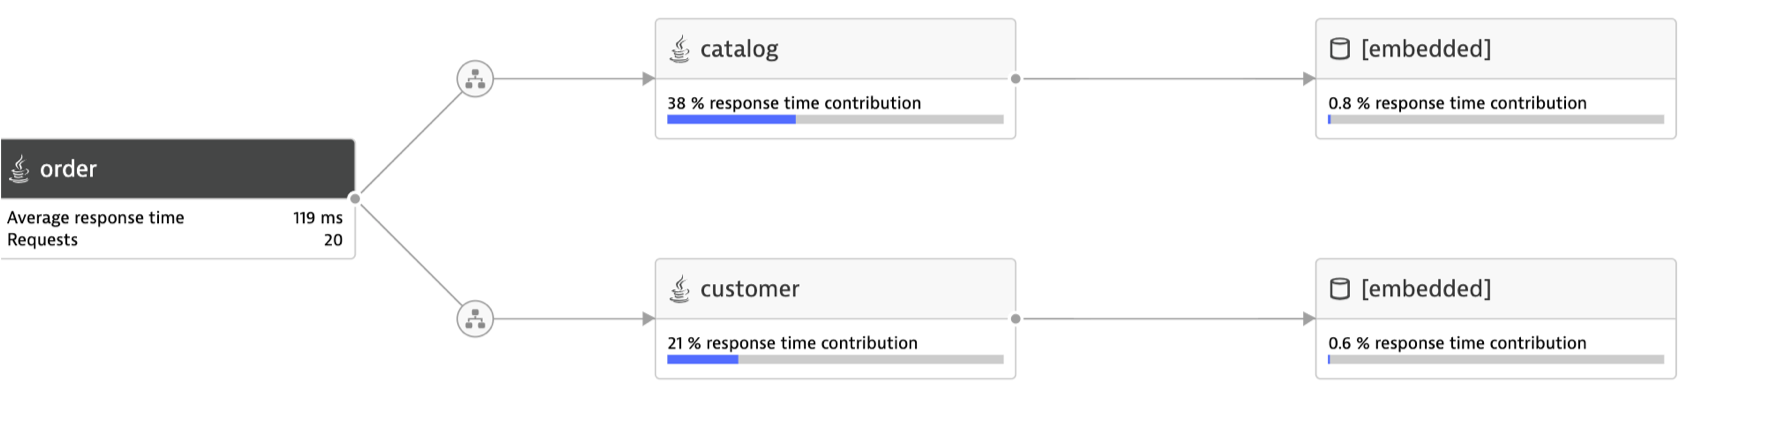 catalog
38 % response time contribution
[embedded]
0.8 % response time contribution
order
Average response time 119 ms
Requests 20
customer
21 % response time contribution
[embedded]
0.6 % response time contribution